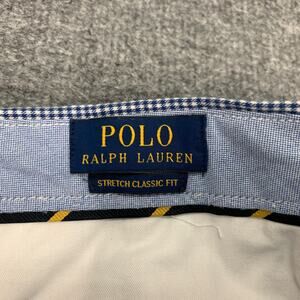 POLO
RALPH LAUREN
STRETCH CLASSIC FIT